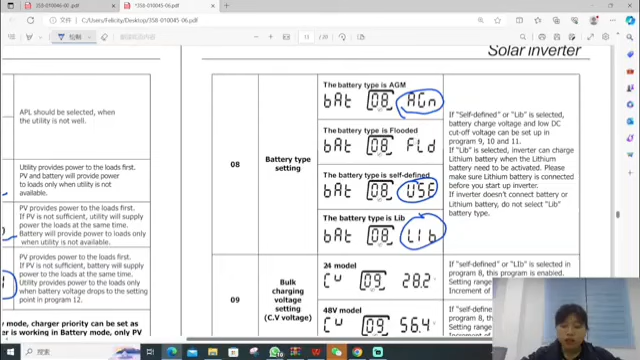 358-010046-00.pdf
*358-010045-06.pdf
文件 | C:/Users/Felicity/Desktop/358-010045-06.pdf
绘制
11
Solar inverter
APL should be selected, when
the utility is not well.
Utility provides power to the loads first.
PV and battery will provide power
to loads only when utility is not
available.
PV provides power to the loads first.
If PV is not sufficient, utility will supply
power the loads at the same time.
Battery will provide power to loads only
when utility is not available.
PV provides power to the loads first.
If PV is not sufficient, battery will supply
power to the loads at the same time.
Utility provides power to the loads only
when battery voltage drops to the setting
point in program 12.
y mode, charger priority can be set as
er is working in Battery mode, only PV
08
Battery type
setting
The battery type is AGM
bAt 08 AGn
The battery type is Flooded
bAt 08 FLd
The battery type is self-defined
bAt 08 USE
The battery type is Lib
bAt 08 LIb
If "Self-defined" or "Lib" is selected,
battery charge voltage and low DC
cut-off voltage can be set up in
program 9, 10 and 11.
If "Lib" is selected, inverter can charge
Lithium battery when the Lithium
battery need to be activated. Please
make sure Lithium battery is connected
before you start up inverter.
If inverter doesn't connect battery or
Lithium battery, do not select "Lib"
battery type.
09
Bulk
charging
voltage
setting
(C.V voltage)
24 model
CU 09 28.2
48V model
CU 09 56.4
If "self-defined" or "LIb" is selected in
program 8, this program is enabled.
Setting range
Increment of
If "self-defined"
program 8, this
Setting range
Increment
搜索